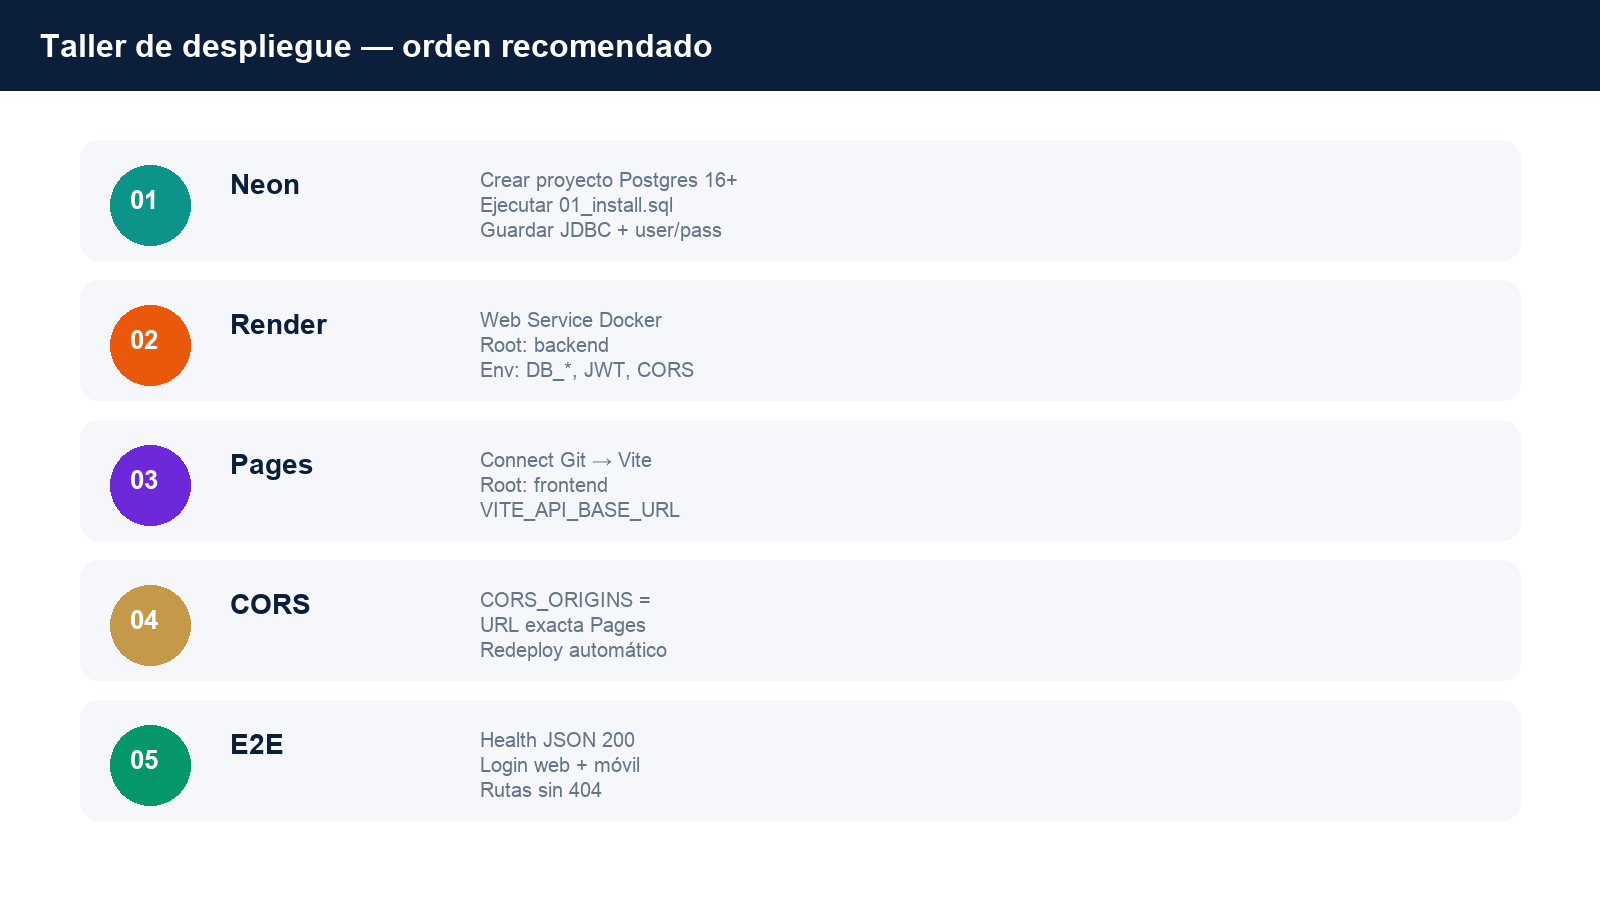 Taller de despliegue — orden recomendado
01
Neon
Crear proyecto Postgres 16+
Ejecutar 01_install.sql
Guardar JDBC + user/pass
02
Render
Web Service Docker
Root: backend
Env: DB_*, JWT, CORS
03
Pages
Connect Git → Vite
Root: frontend
VITE_API_BASE_URL
04
CORS
CORS_ORIGINS =
URL exacta Pages
Redeploy automático
05
E2E
Health JSON 200
Login web + móvil
Rutas sin 404